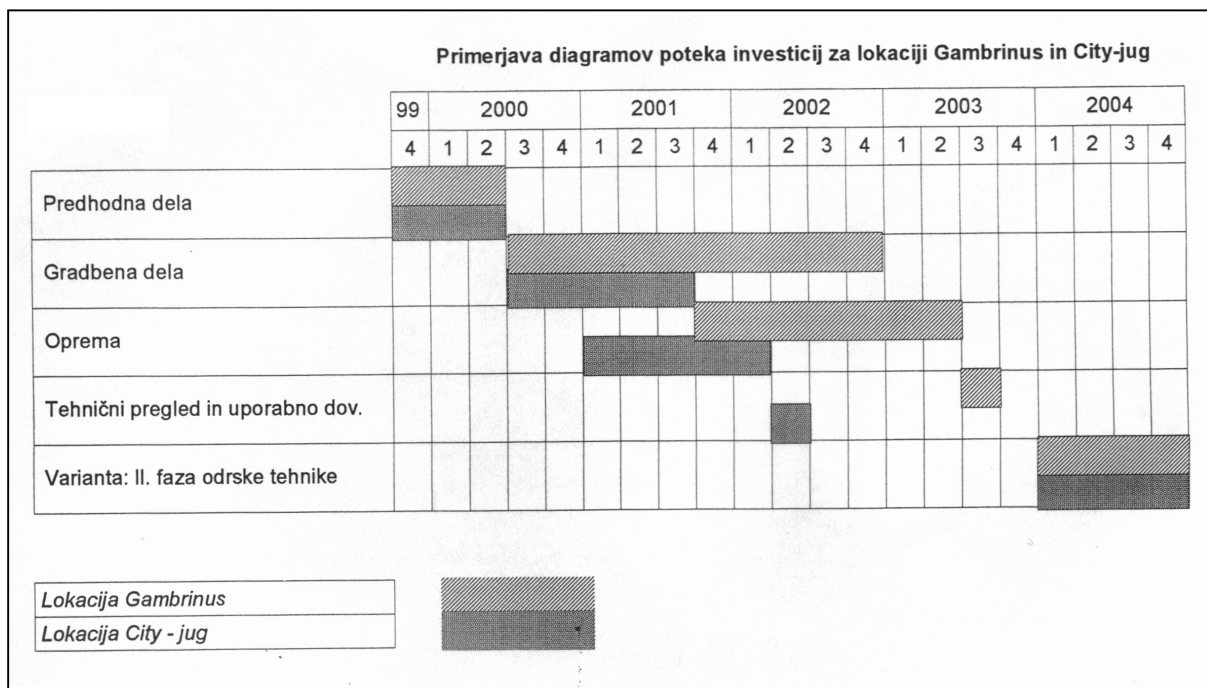 Primerjava diagramov poteka investicij za lokaciji Gambrinus in City-jug
99 2000 2001 2002 2003 2004
4 1 2 3 4 1 2 3 4 1 2 3 4 1 2 3 4 1 2 3 4
Predhodna dela
Gradbena dela
Oprema
Tehnični pregled in uporabno dov.
Varianta: II. faza odrske tehnike
Lokacija Gambrinus
Lokacija City - jug